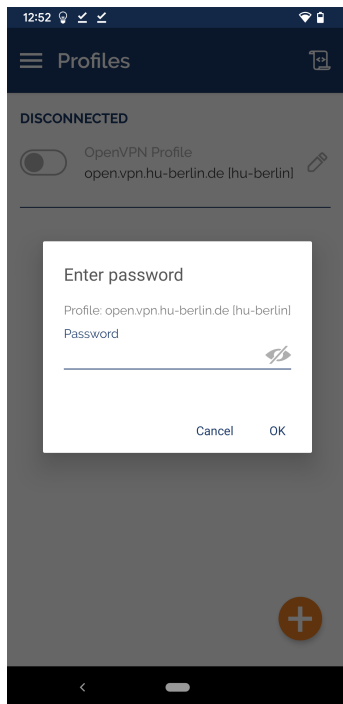 12:52
Profiles
DISCONNECTED
OpenVPN Profile
open.vpn.hu-berlin.de [hu-berlin]
Enter password
Profile: open.vpn.hu-berlin.de [hu-berlin]
Password
Cancel OK